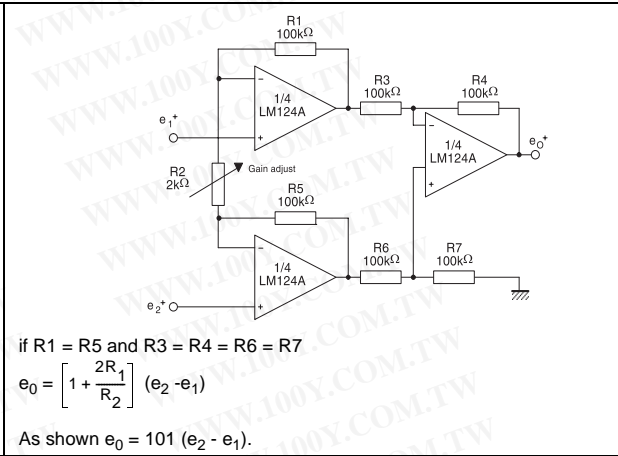 R1
100kΩ
R3
100kΩ
R4
100kΩ
1/4
LM124A
e1+
1/4
LM124A
eO+
R2
2kΩ
Gain adjust
R5
100kΩ
R6
100kΩ
R7
100kΩ
1/4
LM124A
e2+
if R1 = R5 and R3 = R4 = R6 = R7
e0 = [1 + 2R1/R2] (e2 -e1)
As shown e0 = 101 (e2 - e1).
WWW.100Y.COM.TW